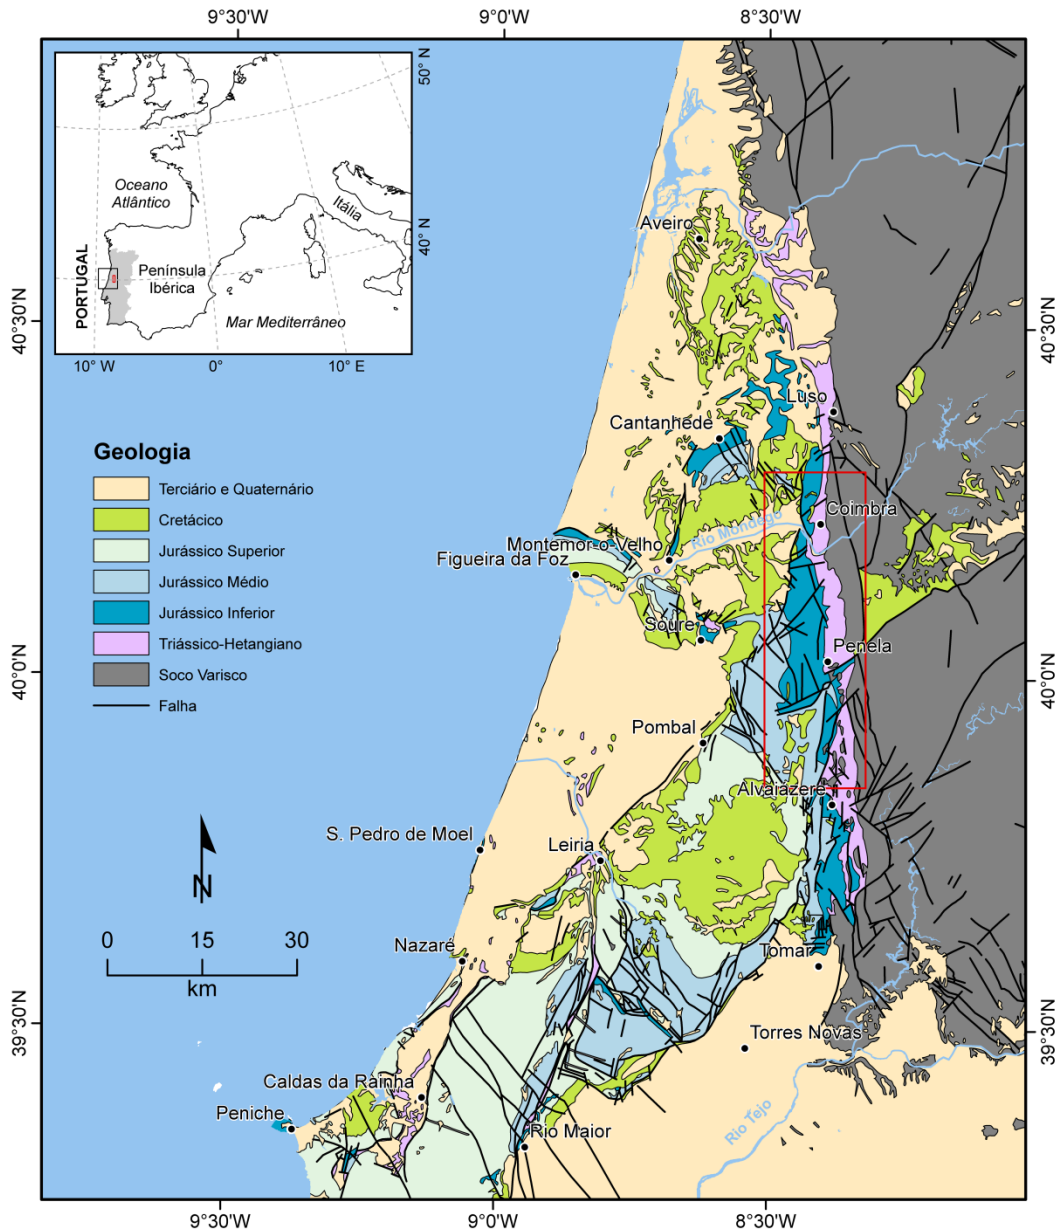 9°30'W
9°0'W
8°30'W
50° N
40° N
Oceano
Atlântico
Itália
PORTUGAL
Península
Ibérica
Mar Mediterrâneo
10° W
0°
10° E
40°30'N
40°30'N
Aveiro
Luso
Cantanhede
Geologia
Terciário e Quaternário
Cretácico
Jurássico Superior
Jurássico Médio
Jurássico Inferior
Triássico-Hetangiano
Soco Varisco
Falha
Coimbra
Rio Mondego
Montemor-o-Velho
Figueira da Foz
Soure
Penela
40°0'N
40°0'N
Pombal
Alvaiázere
S. Pedro de Moel
Leiria
N
0
15
30
km
Nazaré
Tomar
39°30'N
39°30'N
Torres Novas
Caldas da Rainha
Peniche
Rio Maior
Rio Tejo
9°30'W
9°0'W
8°30'W